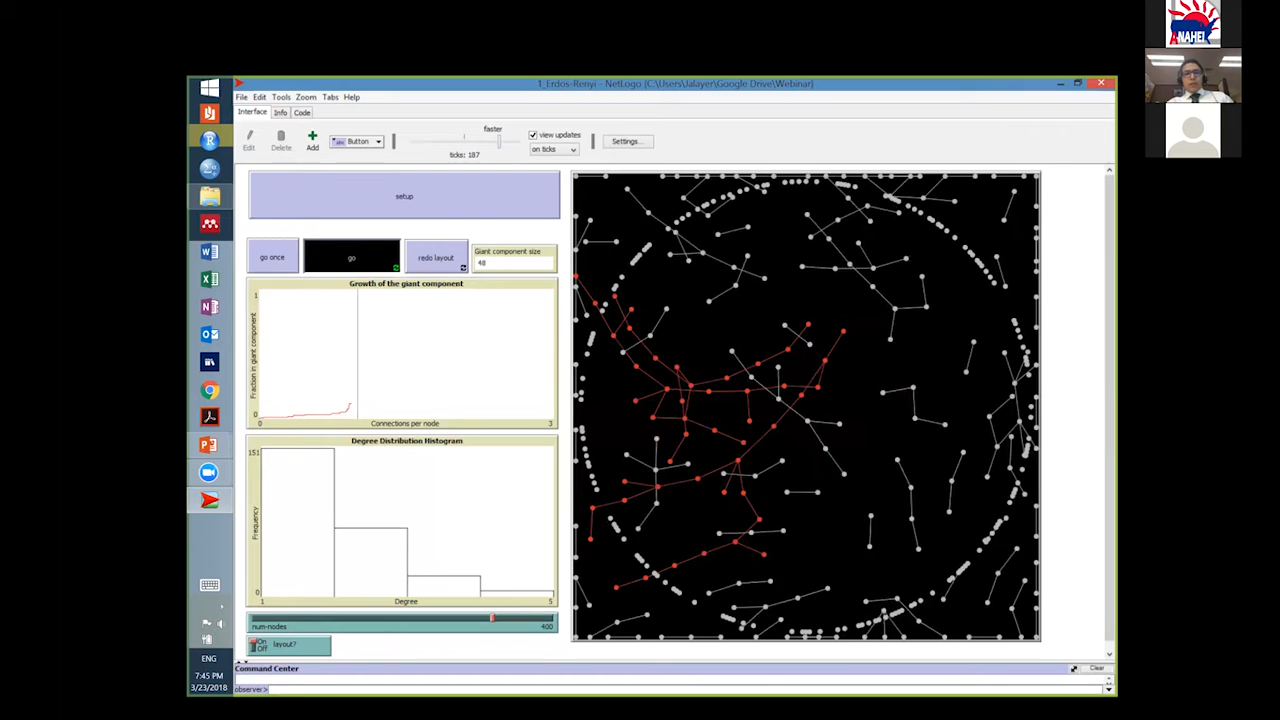 NAHEI
1_Erdos-Renyi - NetLogo {C:\Users\Jalayer\Google Drive\Webinar}
File Edit Tools Zoom Tabs Help
Interface Info Code
Edit Delete Add Button faster view updates Settings...
ticks: 187 on ticks
setup
go once go redo layout Giant component size
48
Growth of the giant component
1
Fraction in giant component
0
0 Connections per node 3
Degree Distribution Histogram
151
Frequency
0
1 Degree 5
num-nodes 400
On
Off layout?
Command Center Clear
observer>
ENG
7:45 PM
3/23/2018